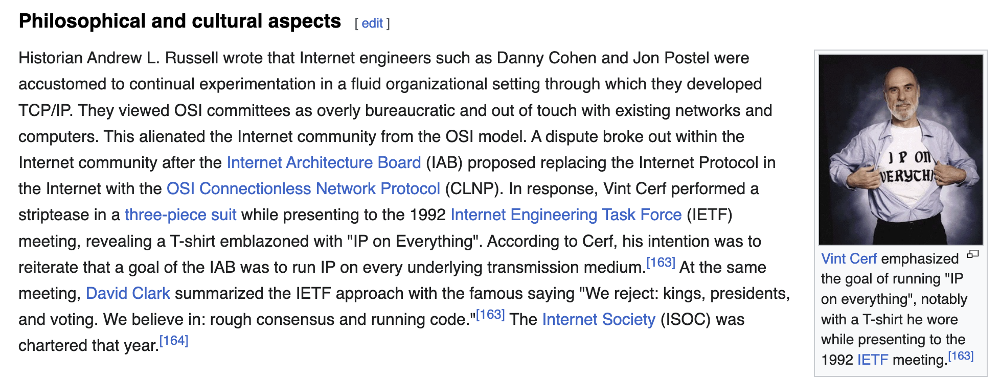 Philosophical and cultural aspects [ edit ]
Historian Andrew L. Russell wrote that Internet engineers such as Danny Cohen and Jon Postel were
accustomed to continual experimentation in a fluid organizational setting through which they developed
TCP/IP. They viewed OSI committees as overly bureaucratic and out of touch with existing networks and
computers. This alienated the Internet community from the OSI model. A dispute broke out within the
Internet community after the Internet Architecture Board (IAB) proposed replacing the Internet Protocol in
the Internet with the OSI Connectionless Network Protocol (CLNP). In response, Vint Cerf performed a
striptease in a three-piece suit while presenting to the 1992 Internet Engineering Task Force (IETF)
meeting, revealing a T-shirt emblazoned with "IP on Everything". According to Cerf, his intention was to
reiterate that a goal of the IAB was to run IP on every underlying transmission medium.[163] At the same
meeting, David Clark summarized the IETF approach with the famous saying "We reject: kings, presidents,
and voting. We believe in: rough consensus and running code."[163] The Internet Society (ISOC) was
chartered that year.[164]
I P ON
VERYTHI
Vint Cerf emphasized
the goal of running "IP
on everything", notably
with a T-shirt he wore
while presenting to the
1992 IETF meeting.[163]